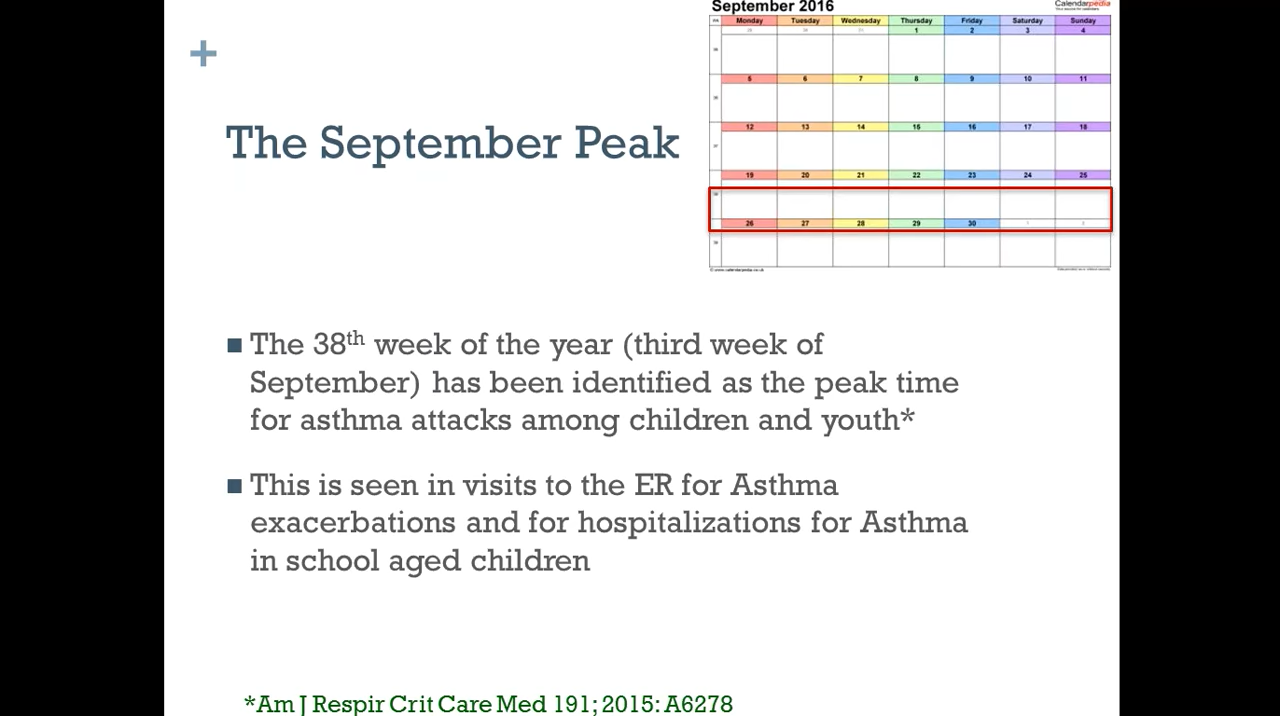 September 2016
Calendarpedia
Monday Tuesday Wednesday Thursday Friday Saturday Sunday
29 30 31 1 2 3 4
5 6 7 8 9 10 11
12 13 14 15 16 17 18
19 20 21 22 23 24 25
26 27 28 29 30 1 2
+
The September Peak
The 38th week of the year (third week of
September) has been identified as the peak time
for asthma attacks among children and youth*
This is seen in visits to the ER for Asthma
exacerbations and for hospitalizations for Asthma
in school aged children
*Am J Respir Crit Care Med 191; 2015: A6278